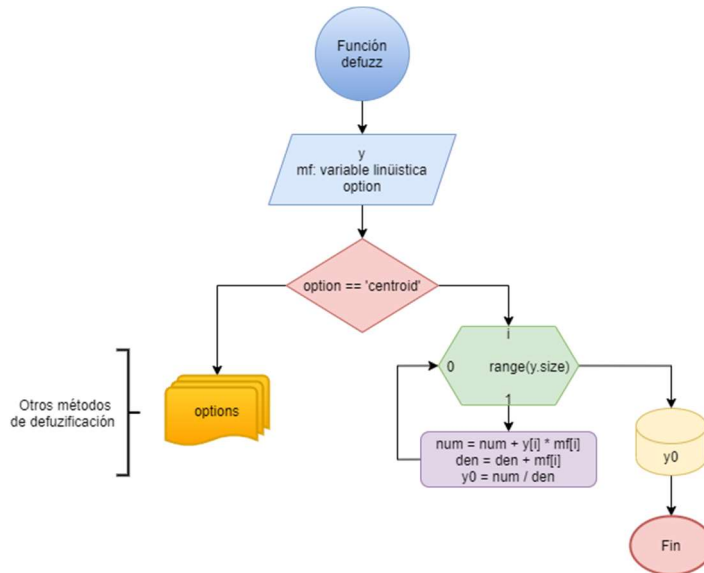 Función
defuzz
y
mf: variable linüistica
option
option == 'centroid'
i
0
range(y.size)
1
Otros métodos
de defuzificación
options
num = num + y[i] * mf[i]
den = den + mf[i]
y0 = num / den
y0
Fin